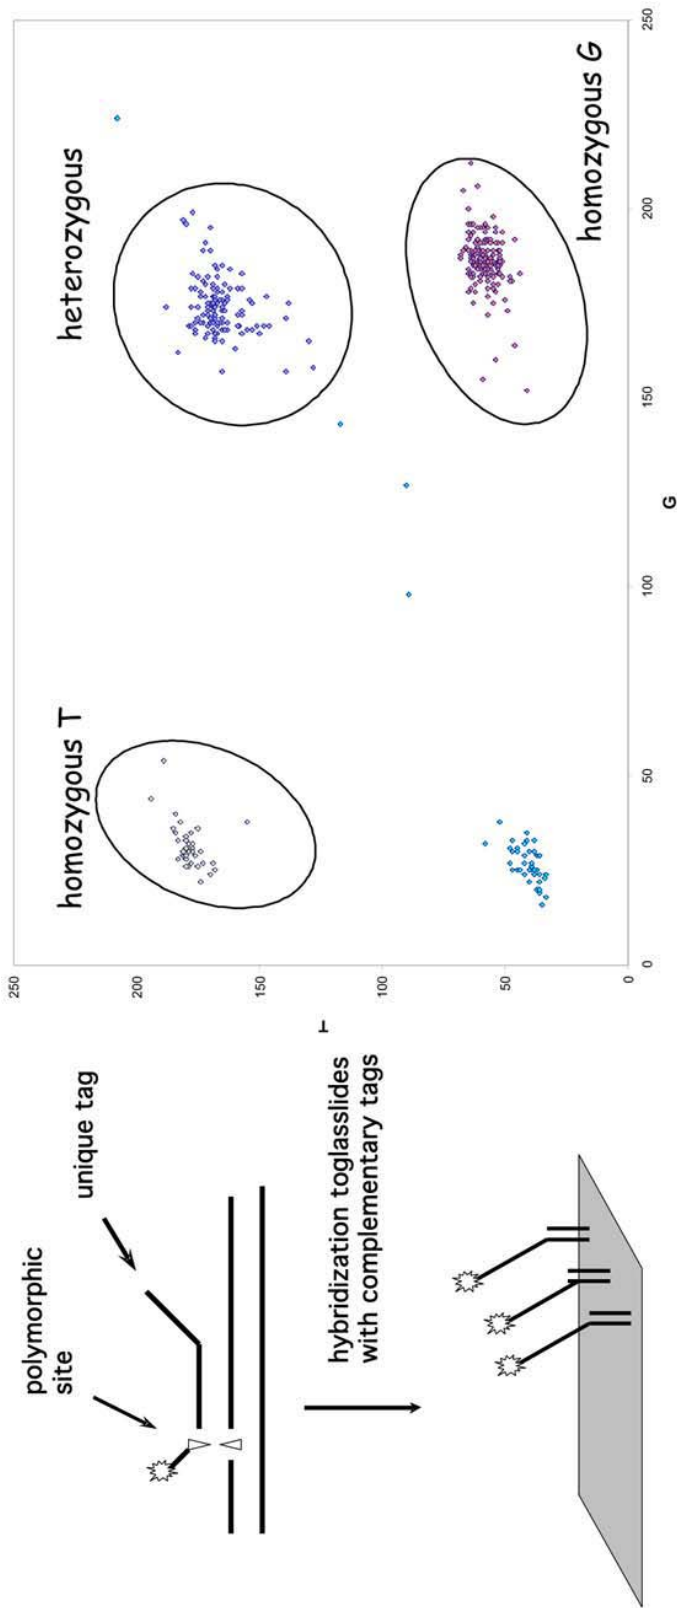 polymorphic
site
unique tag
hybridization toglasslides
with complementary tags
250
200
150
100
50
0
T
0
50
100
150
200
250
G
homozygous T
heterozygous
homozygous G